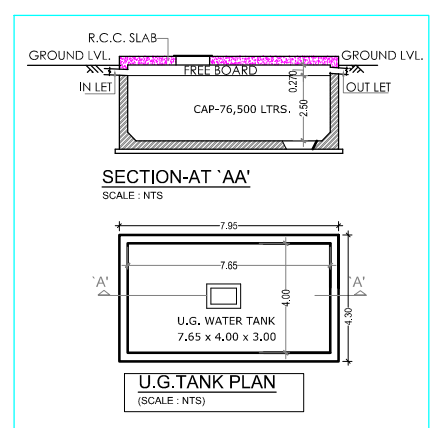 R.C.C. SLAB
GROUND LVL.
GROUND LVL.
FREE BOARD
IN LET
0.270
OUT LET
CAP-76,500 LTRS.
2.50
SECTION-AT `AA'
SCALE : NTS
7.95
7.65
`A'
`A'
4.00
4.30
U.G. WATER TANK
7.65 x 4.00 x 3.00
U.G.TANK PLAN
(SCALE : NTS)